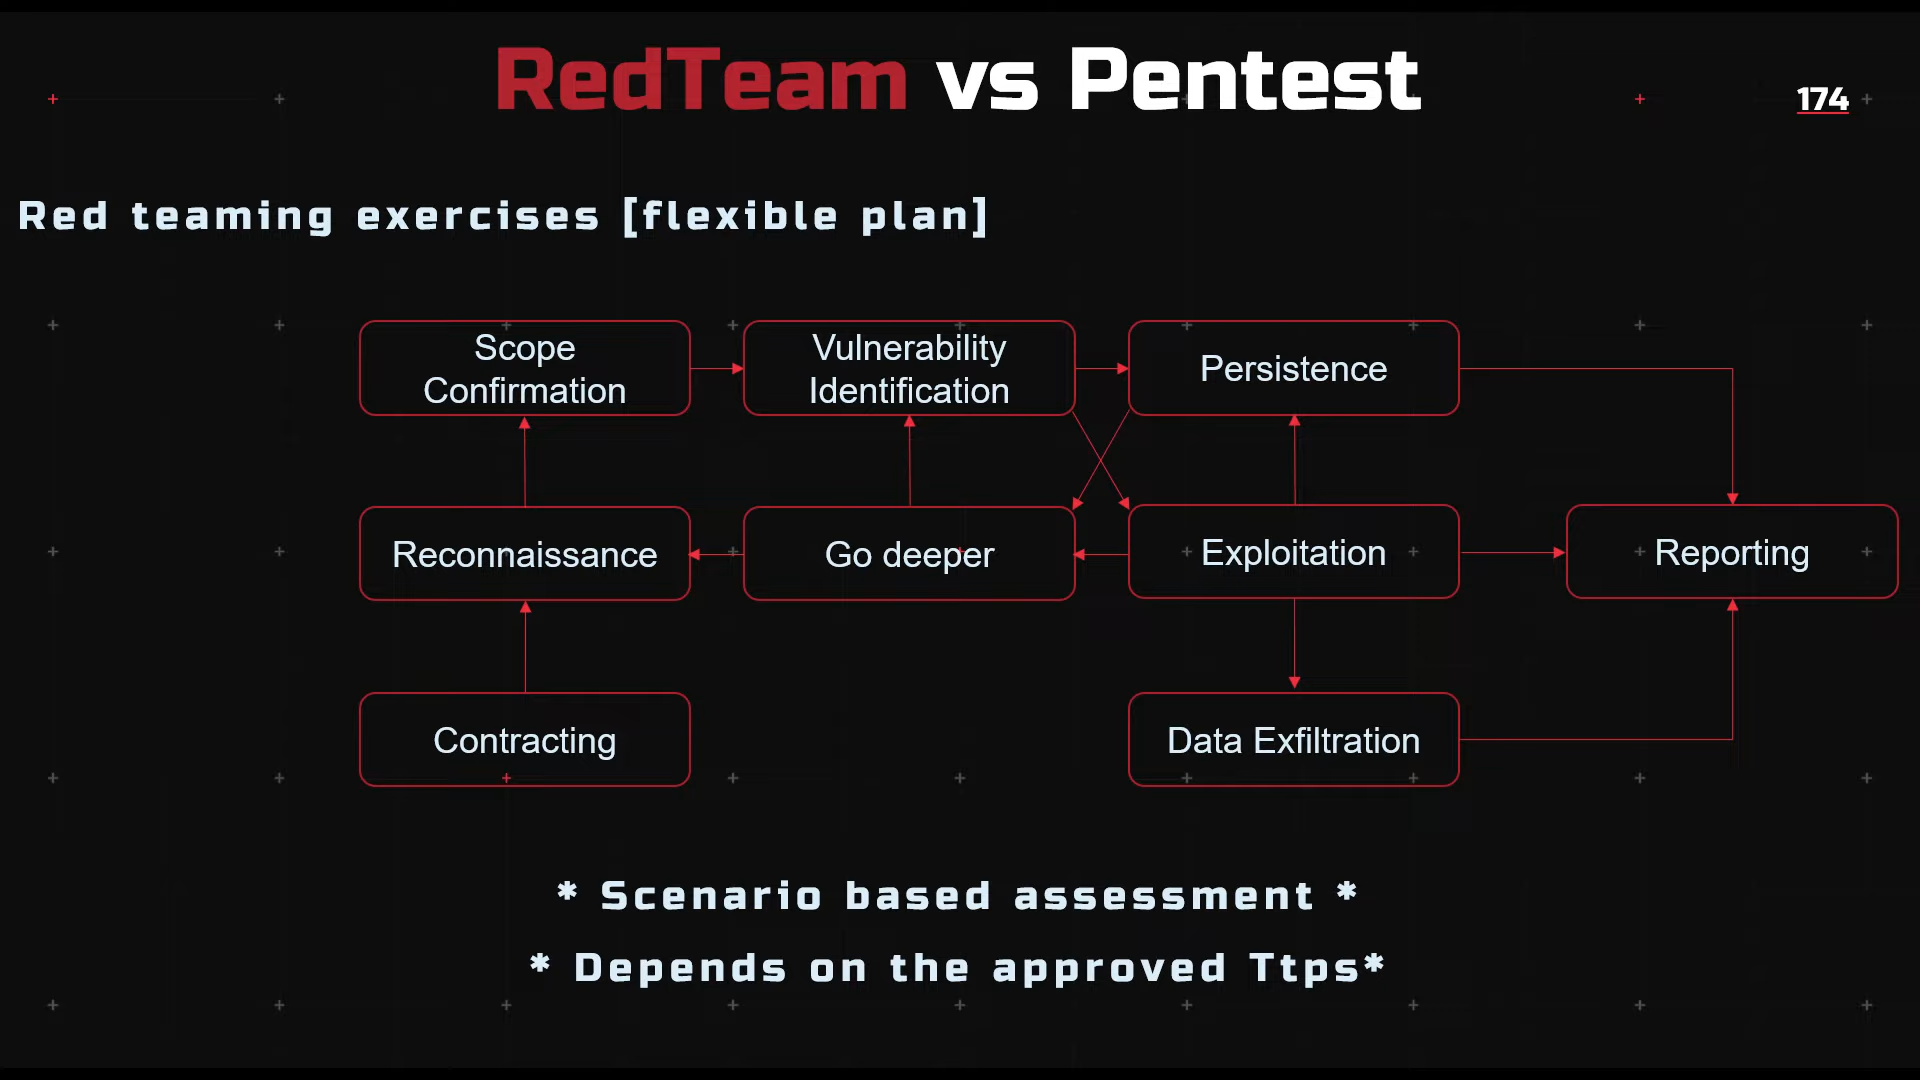 RedTeam vs Pentest
174
Red teaming exercises [flexible plan]
Scope
Confirmation
Vulnerability
Identification
Persistence
Reconnaissance
Go deeper
Exploitation
Reporting
Contracting
Data Exfiltration
* Scenario based assessment *
* Depends on the approved Ttps*